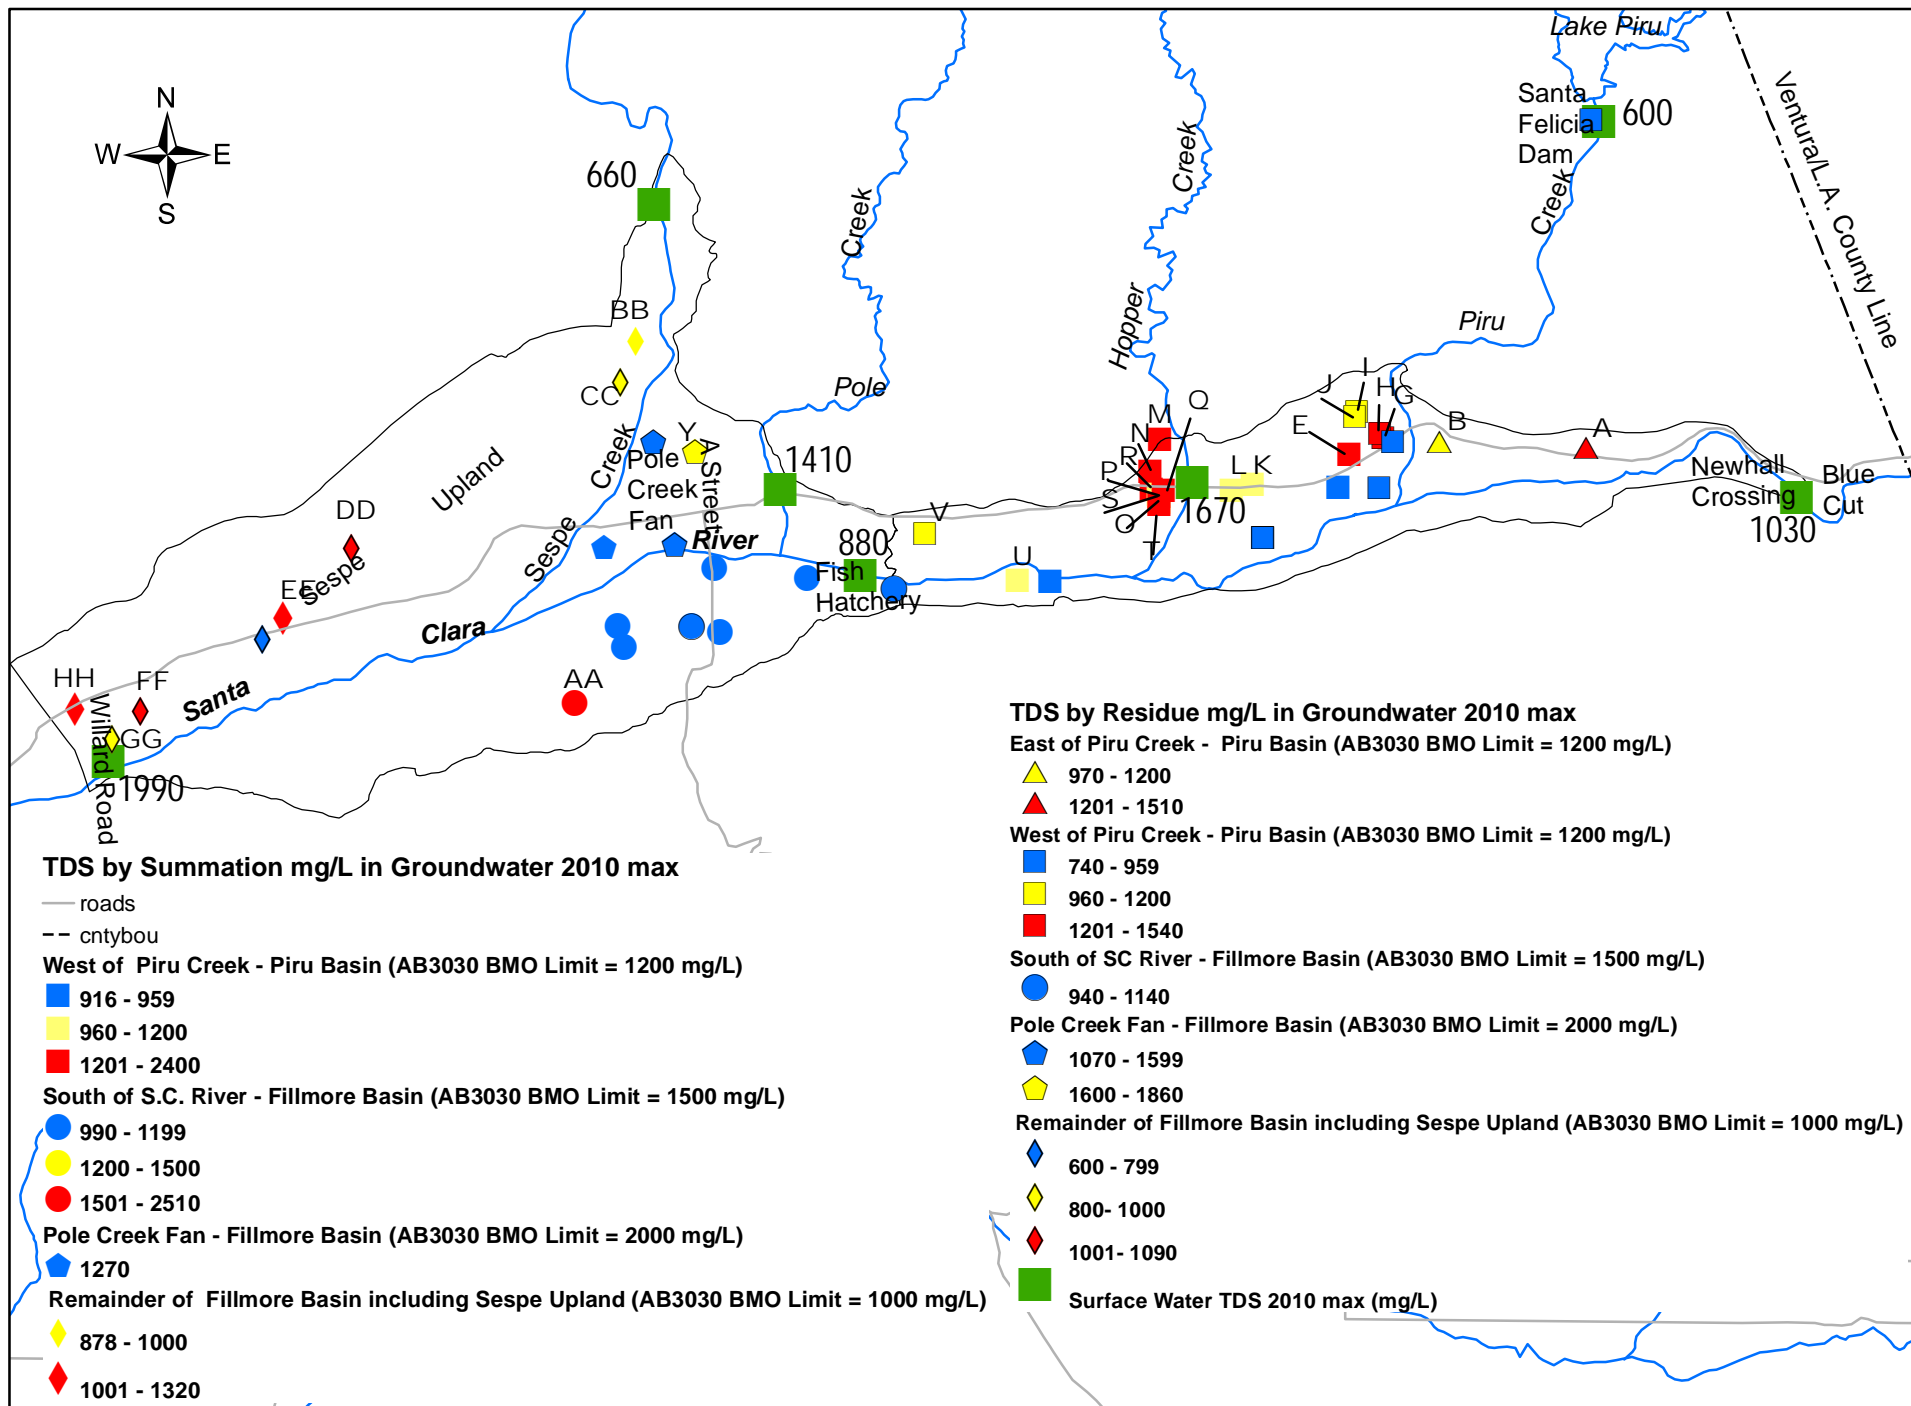 Lake Piru
Santa
Felicia
Dam
600
Ventura/L.A. County Line
N
W
E
S
660
Creek
Creek
Creek
BB
Hopper
Piru
Pole
CC
I
J
H
G
Q
M
N
E
B
A
Y
A Street
Creek
Upland
Pole
Creek
Fan
1410
R
P
S
O
L
K
1670
Newhall
Crossing
Blue
Cut
1030
DD
Sespe
Sespe
V
T
River
880
U
Fish
Hatchery
EE
Clara
Santa
AA
HH
FF
GG
Willard Road
1990
TDS by Summation mg/L in Groundwater 2010 max
roads
cntybou
West of Piru Creek - Piru Basin (AB3030 BMO Limit = 1200 mg/L)
916 - 959
960 - 1200
1201 - 2400
South of S.C. River - Fillmore Basin (AB3030 BMO Limit = 1500 mg/L)
990 - 1199
1200 - 1500
1501 - 2510
Pole Creek Fan - Fillmore Basin (AB3030 BMO Limit = 2000 mg/L)
1270
Remainder of Fillmore Basin including Sespe Upland (AB3030 BMO Limit = 1000 mg/L)
878 - 1000
1001 - 1320
TDS by Residue mg/L in Groundwater 2010 max
East of Piru Creek - Piru Basin (AB3030 BMO Limit = 1200 mg/L)
970 - 1200
1201 - 1510
West of Piru Creek - Piru Basin (AB3030 BMO Limit = 1200 mg/L)
740 - 959
960 - 1200
1201 - 1540
South of SC River - Fillmore Basin (AB3030 BMO Limit = 1500 mg/L)
940 - 1140
Pole Creek Fan - Fillmore Basin (AB3030 BMO Limit = 2000 mg/L)
1070 - 1599
1600 - 1860
Remainder of Fillmore Basin including Sespe Upland (AB3030 BMO Limit = 1000 mg/L)
600 - 799
800- 1000
1001- 1090
Surface Water TDS 2010 max (mg/L)